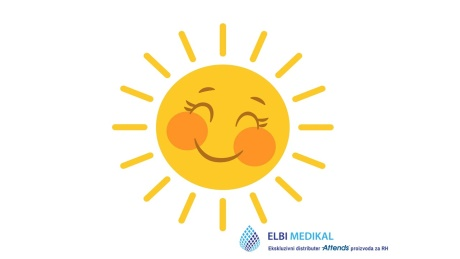 ELBI MEDIKAL
Ekskluzivni distributer Attends proizvoda za RH